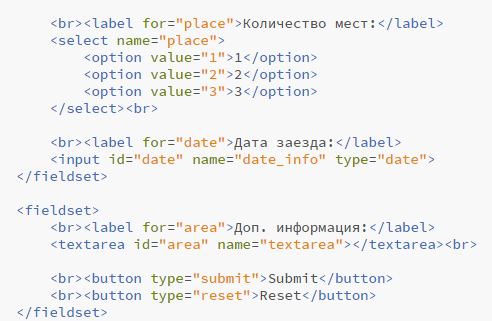 <br><label for="place">Количество мест:</label>
<select name="place">
<option value="1">1</option>
<option value="2">2</option>
<option value="3">3</option>
</select><br>
<br><label for="date">Дата заезда:</label>
<input id="date" name="date_info" type="date">
</fieldset>
<fieldset>
<br><label for="area">Доп. информация:</label>
<textarea id="area" name="textarea"></textarea><br>
<br><button type="submit">Submit</button>
<br><button type="reset">Reset</button>
</fieldset>